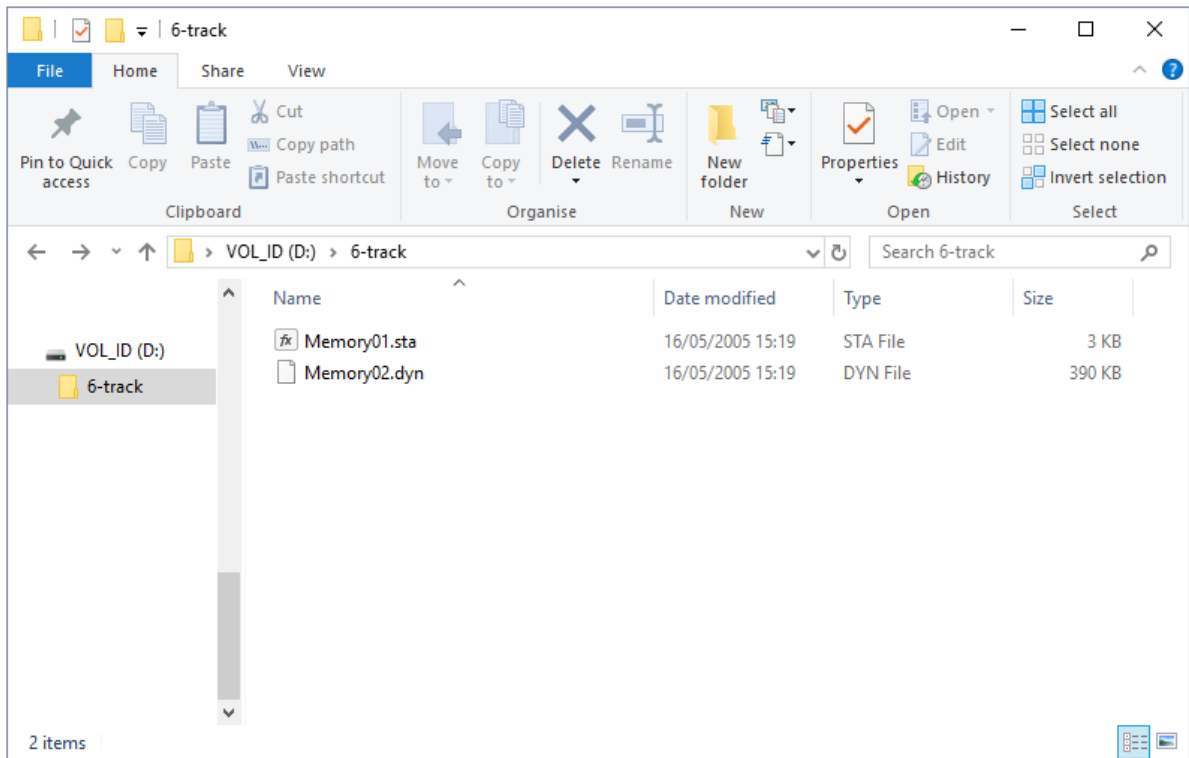 6-track
File Home Share View
Pin to Quick access
Copy
Paste
Cut
Copy path
Paste shortcut
Clipboard
Move to
Copy to
Delete
Rename
Organise
New folder
New
Properties
Open
Edit
History
Open
Select all
Select none
Invert selection
Select
VOL_ID (D:) > 6-track
Search 6-track
VOL_ID (D:)
6-track
Name Date modified Type Size
Memory01.sta 16/05/2005 15:19 STA File 3 KB
Memory02.dyn 16/05/2005 15:19 DYN File 390 KB
2 items